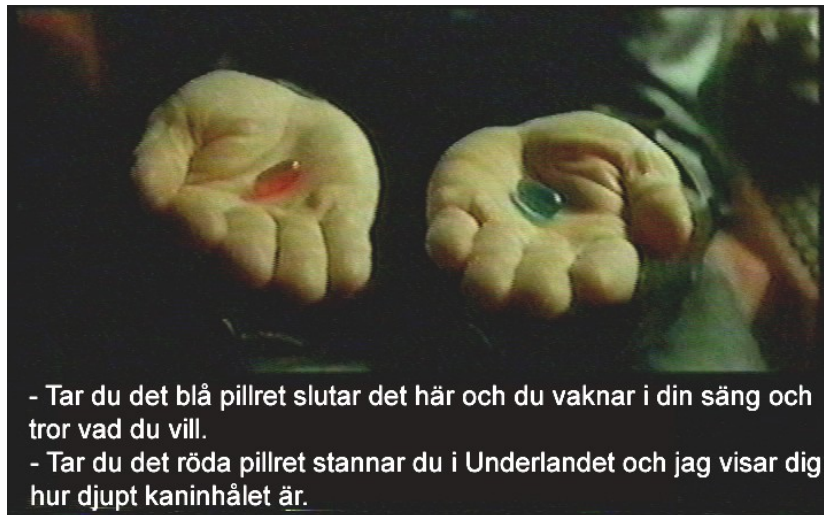 - Tar du det blå pillret slutar det här och du vaknar i din säng och
tror vad du vill.
- Tar du det röda pillret stannar du i Underlandet och jag visar dig
hur djupt kaninhålet är.